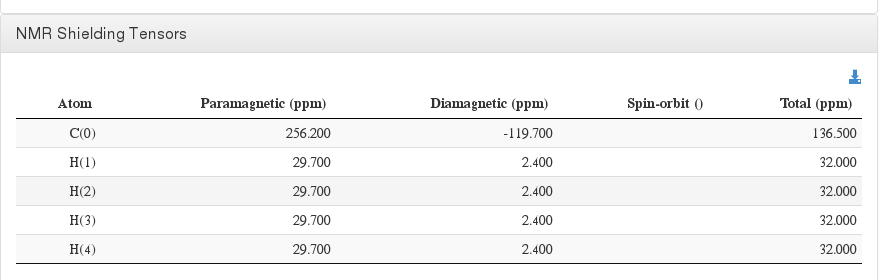 NMR Shielding Tensors
Atom Paramagnetic (ppm) Diamagnetic (ppm) Spin-orbit () Total (ppm)
C(0) 256.200 -119.700 136.500
H(1) 29.700 2.400 32.000
H(2) 29.700 2.400 32.000
H(3) 29.700 2.400 32.000
H(4) 29.700 2.400 32.000